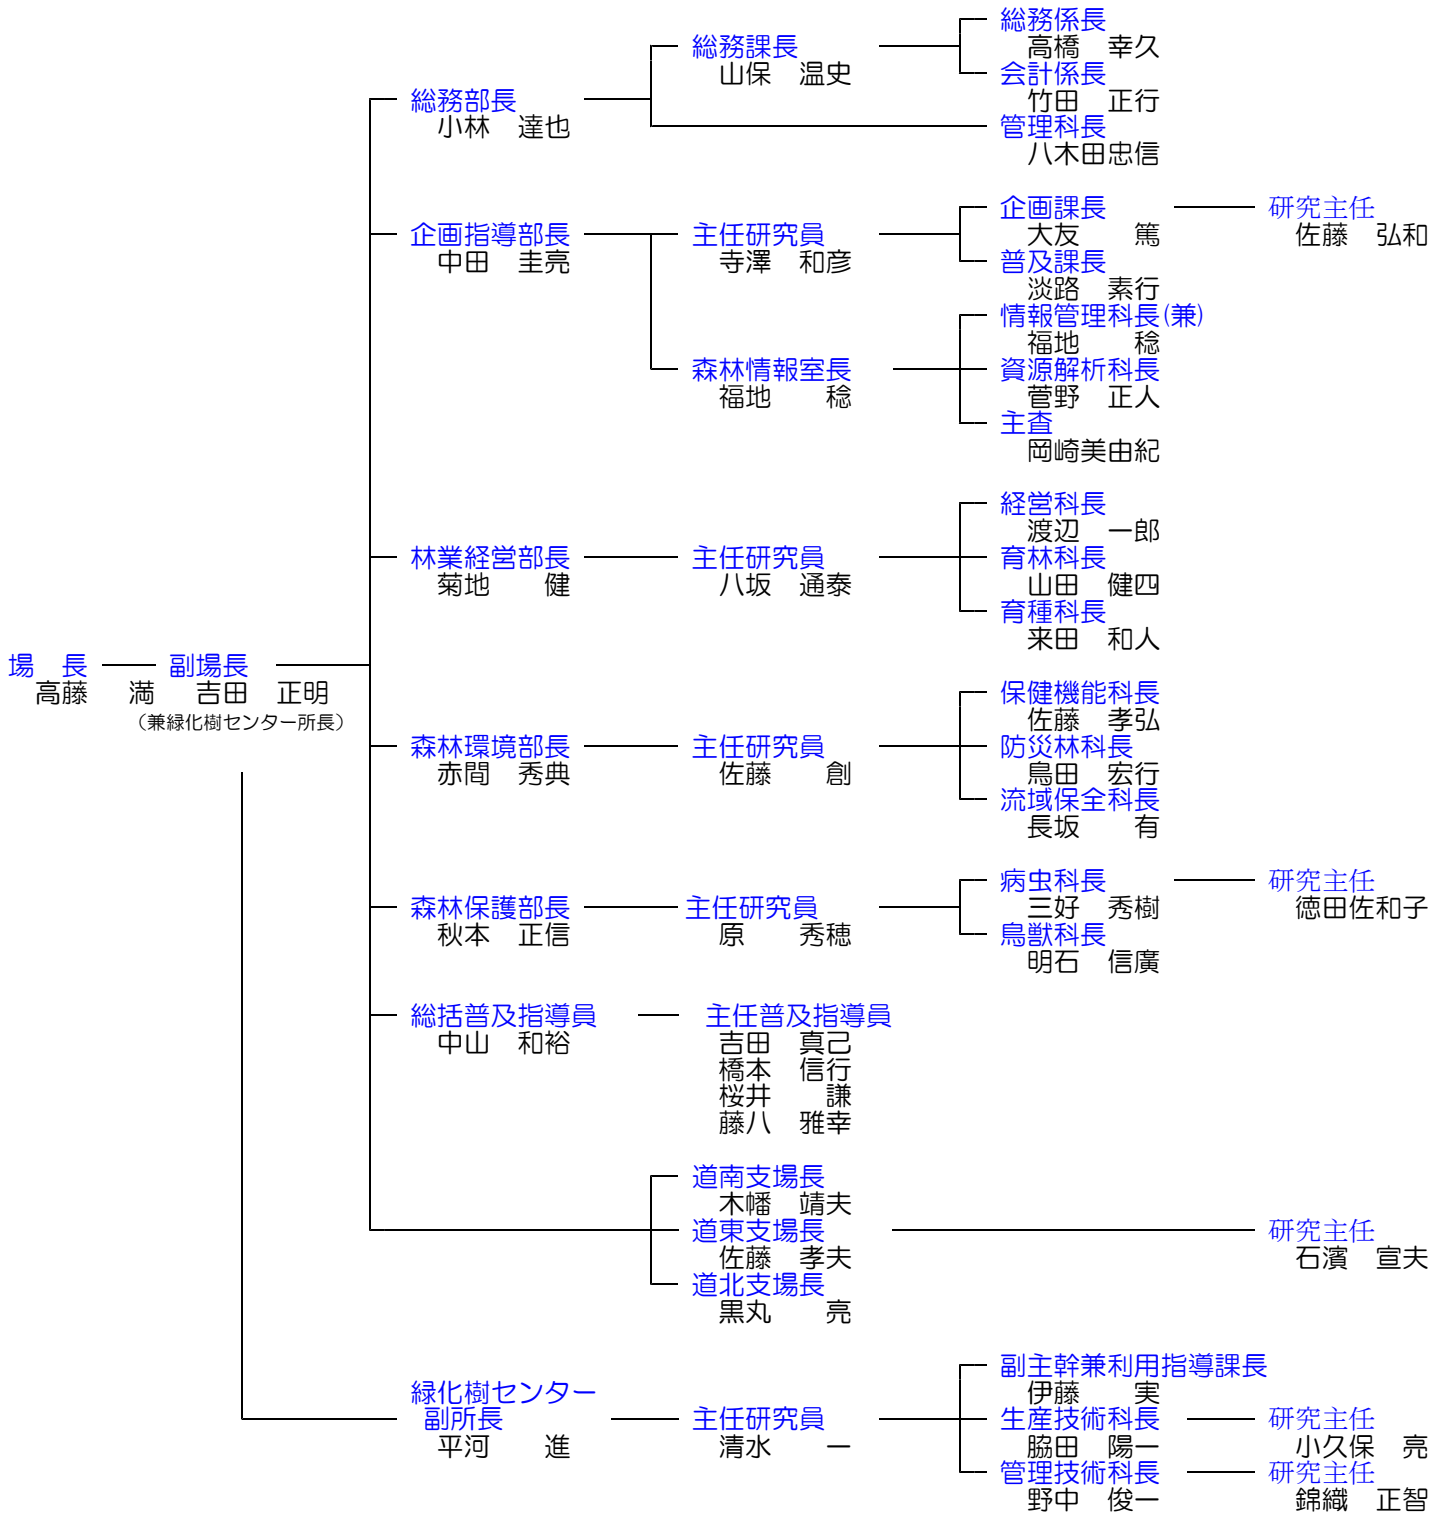 総務係長
高橋　幸久
総務課長
山保　温史
会計係長
竹田　正行
総務部長
小林　達也
管理科長
八木田忠信
企画指導部長
中田　圭亮
主任研究員
寺澤　和彦
企画課長
大友　　篤
研究主任
佐藤　弘和
普及課長
淡路　素行
森林情報室長
福地　　稔
情報管理科長(兼)
福地　　稔
資源解析科長
菅野　正人
主査
岡崎美由紀
林業経営部長
菊地　　健
主任研究員
八坂　通泰
経営科長
渡辺　一郎
育林科長
山田　健四
育種科長
来田　和人
場　長
高藤　　満
副場長
吉田　正明
（兼緑化樹センター所長）
森林環境部長
赤間　秀典
主任研究員
佐藤　　創
保健機能科長
佐藤　孝弘
防災林科長
鳥田　宏行
流域保全科長
長坂　　有
森林保護部長
秋本　正信
主任研究員
原　　秀穂
病虫科長
三好　秀樹
研究主任
徳田佐和子
鳥獣科長
明石　信廣
総括普及指導員
中山　和裕
主任普及指導員
吉田　真己
橋本　信行
桜井　　謙
藤八　雅幸
道南支場長
木幡　靖夫
道東支場長
佐藤　孝夫
研究主任
石濱　宣夫
道北支場長
黒丸　　亮
緑化樹センター
副所長
平河　　進
主任研究員
清水　　一
副主幹兼利用指導課長
伊藤　　実
生産技術科長
脇田　陽一
研究主任
小久保　亮
管理技術科長
野中　俊一
研究主任
錦織　正智